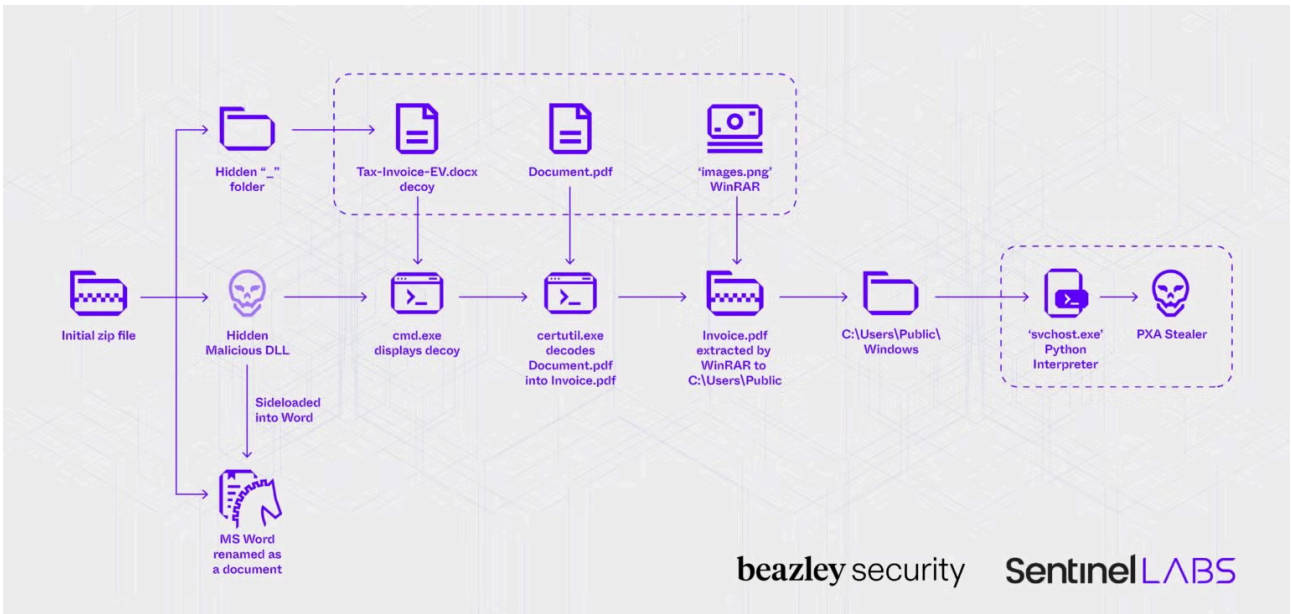 Hidden "_"
folder
Tax-Invoice-EV.docx
decoy
Document.pdf
'images.png'
WinRAR
Initial zip file
Hidden
Malicious DLL
cmd.exe
displays decoy
certutil.exe
decodes
Document.pdf
into Invoice.pdf
Invoice.pdf
extracted by
WinRAR to
C:\Users\Public
C:\Users\Public\
Windows
'svchost.exe'
Python
Interpreter
PXA Stealer
Sideloaded
into Word
MS Word
renamed as
a document
beazley security
SentinelLABS